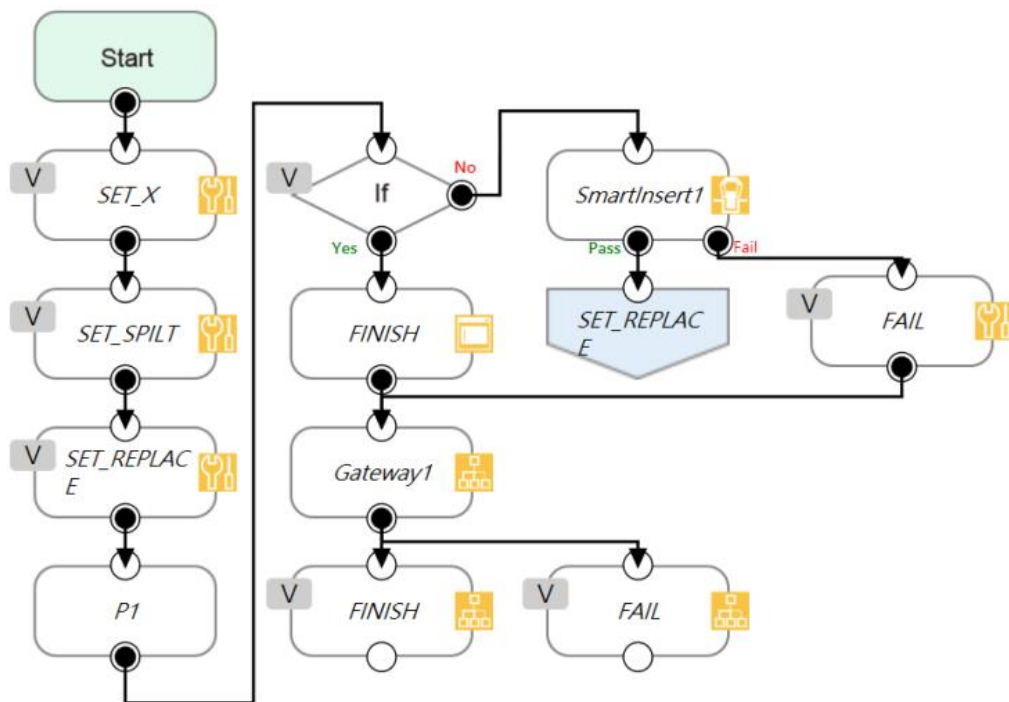 Start
V
SET_X
V
SET_SPILT
V
SET_REPLAC
E
P1
V
If
No
Yes
V
FINISH
Gateway1
V
FINISH
V
FAIL
SmartInsert1
Pass
Fail
SET_REPLAC
E
V
FAIL